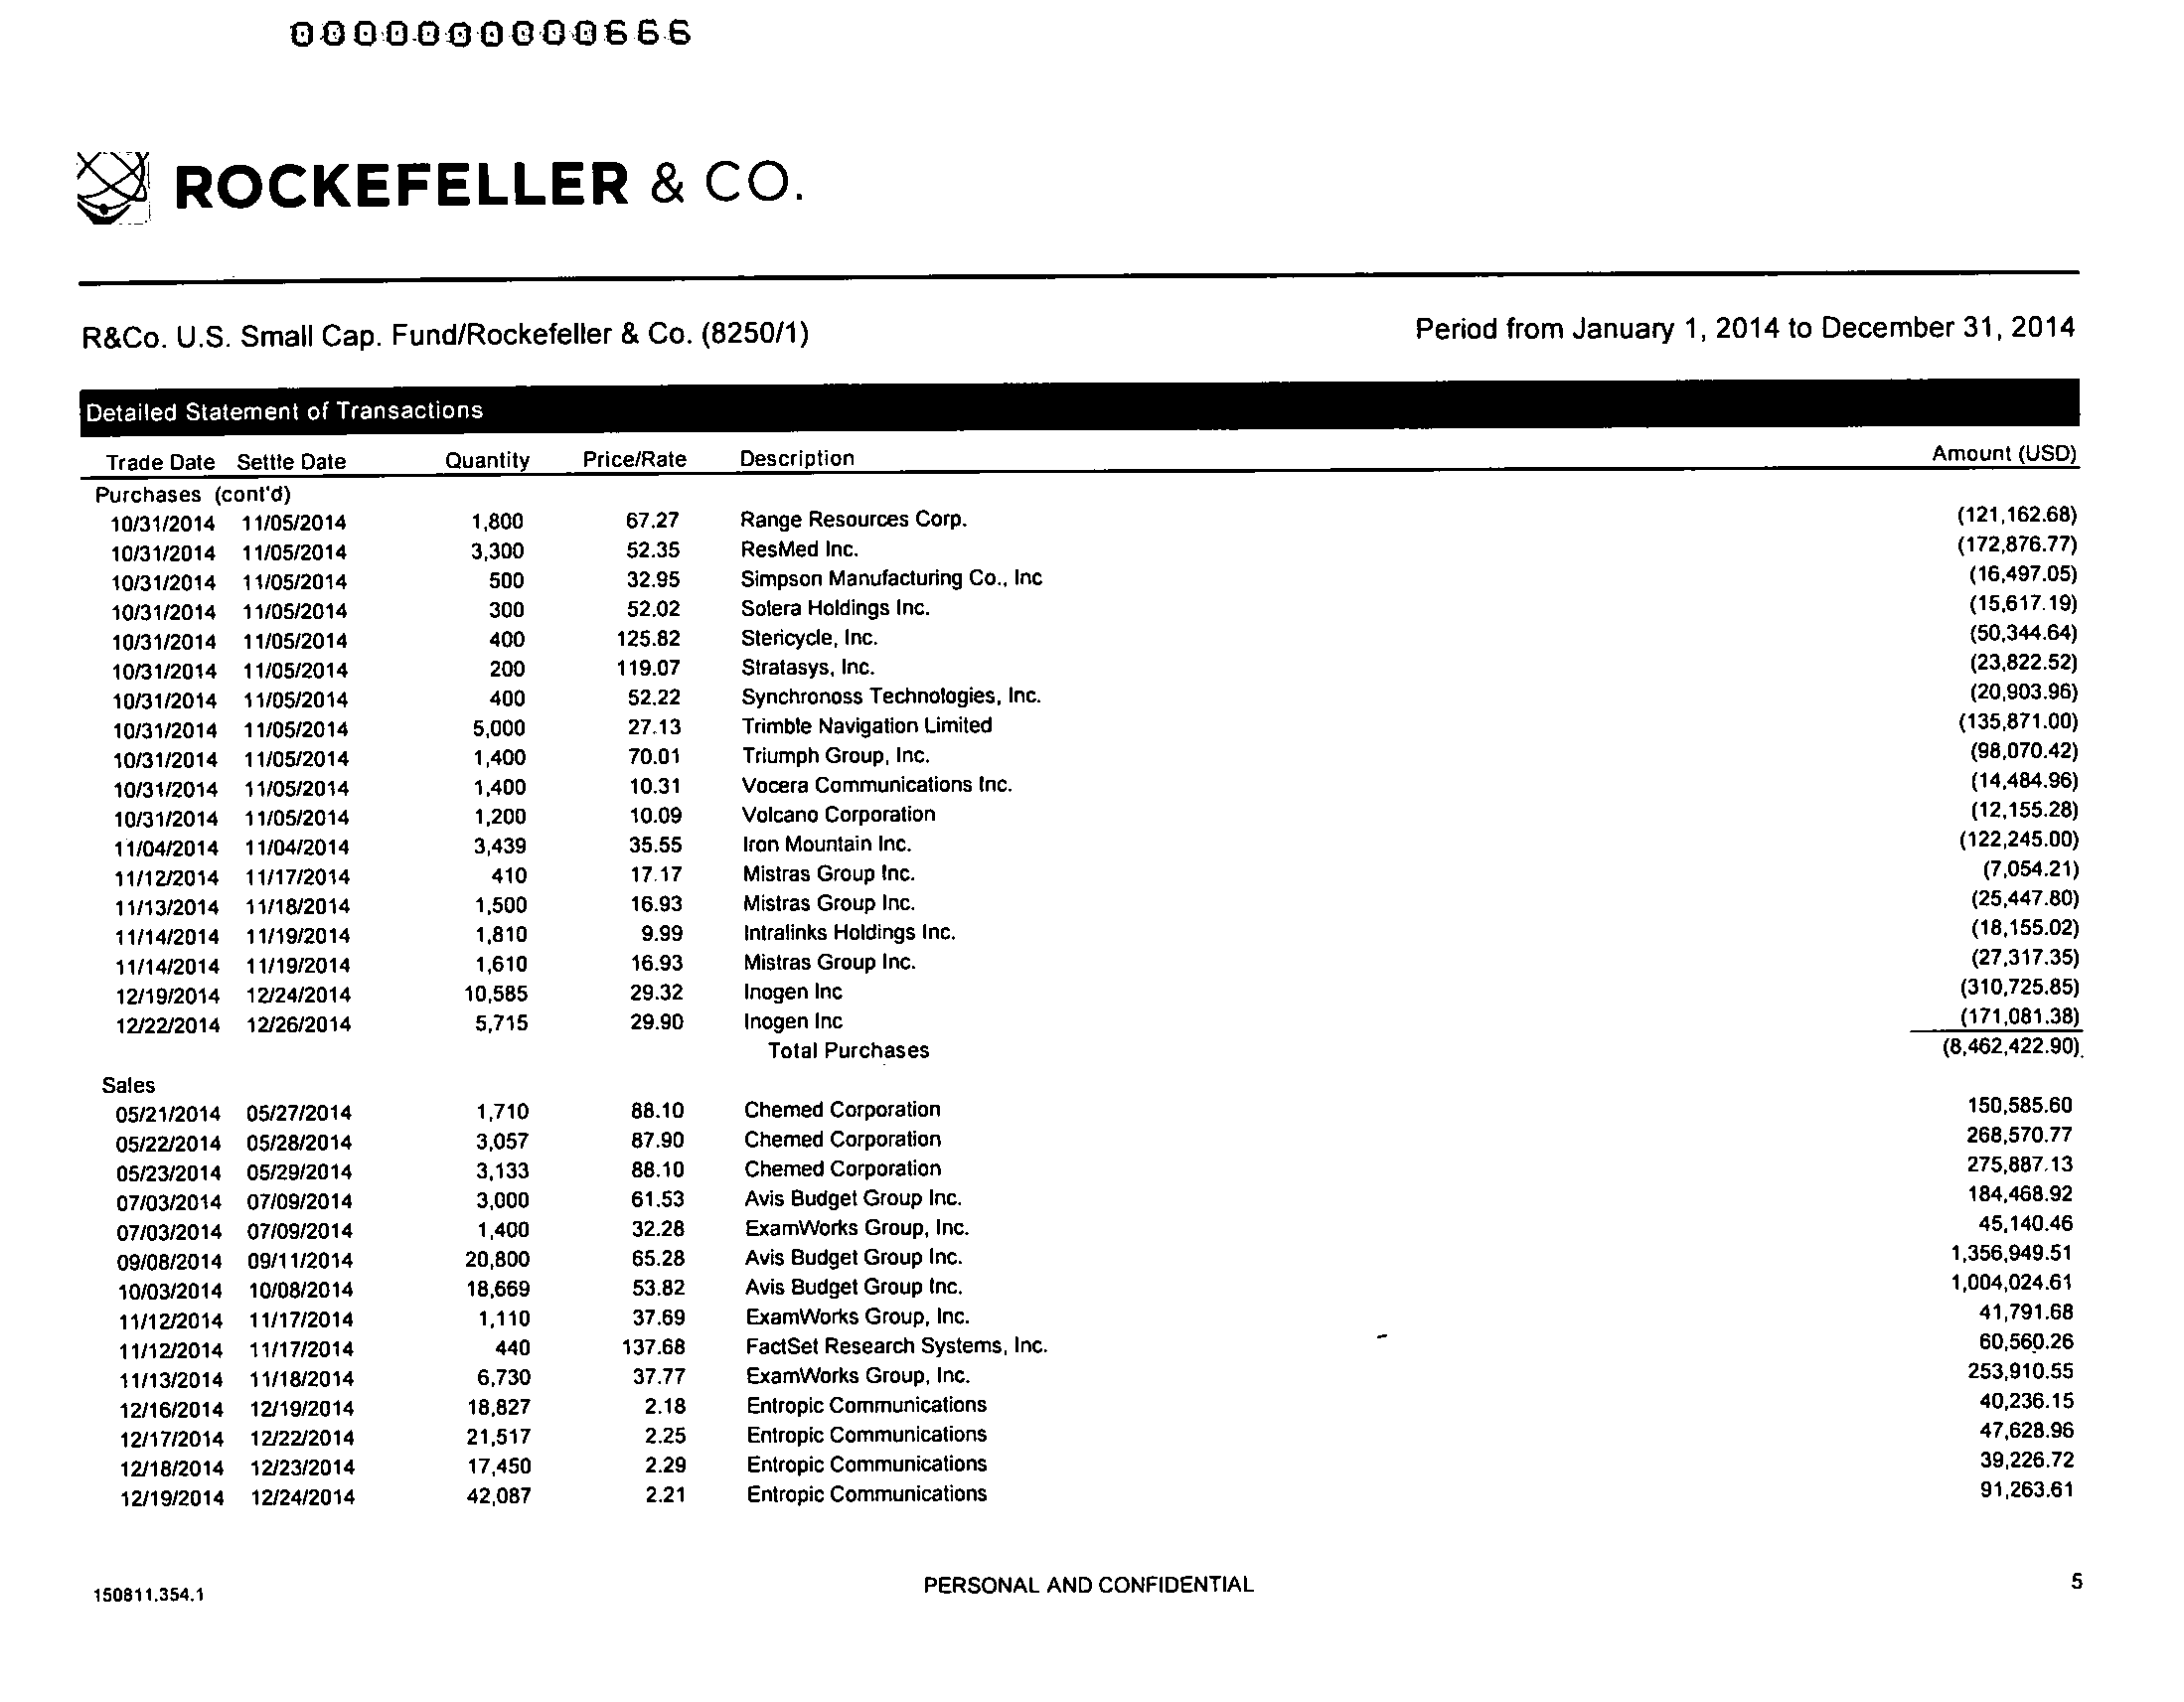 0000000000666
ROCKEFELLER & CO.
R&Co. U.S. Small Cap. Fund/Rockefeller & Co. (8250/1) Period from January 1, 2014 to December 31, 2014
Detailed Statement of Transactions
Trade Date Settle Date Quantity Price/Rate Description Amount (USD)
Purchases (cont'd)
10/31/2014 11/05/2014 1,800 67.27 Range Resources Corp. (121,162.68)
10/31/2014 11/05/2014 3,300 52.35 ResMed Inc. (172,876.77)
10/31/2014 11/05/2014 500 32.95 Simpson Manufacturing Co., Inc (16,497.05)
10/31/2014 11/05/2014 300 52.02 Solera Holdings Inc. (15,617.19)
10/31/2014 11/05/2014 400 125.82 Stericycle, Inc. (50,344.64)
10/31/2014 11/05/2014 200 119.07 Stratasys, Inc. (23,822.52)
10/31/2014 11/05/2014 400 52.22 Synchronoss Technologies, Inc. (20,903.96)
10/31/2014 11/05/2014 5,000 27.13 Trimble Navigation Limited (135,871.00)
10/31/2014 11/05/2014 1,400 70.01 Triumph Group, Inc. (98,070.42)
10/31/2014 11/05/2014 1,400 10.31 Vocera Communications Inc. (14,484.96)
10/31/2014 11/05/2014 1,200 10.09 Volcano Corporation (12,155.28)
11/04/2014 11/04/2014 3,439 35.55 Iron Mountain Inc. (122,245.00)
11/12/2014 11/17/2014 410 17.17 Mistras Group Inc. (7,054.21)
11/13/2014 11/18/2014 1,500 16.93 Mistras Group Inc. (25,447.80)
11/14/2014 11/19/2014 1,810 9.99 Intralinks Holdings Inc. (18,155.02)
11/14/2014 11/19/2014 1,610 16.93 Mistras Group Inc. (27,317.35)
12/19/2014 12/24/2014 10,585 29.32 Inogen Inc (310,725.85)
12/22/2014 12/26/2014 5,715 29.90 Inogen Inc (171,081.38)
Total Purchases (8,462,422.90)
Sales
05/21/2014 05/27/2014 1,710 88.10 Chemed Corporation 150,585.60
05/22/2014 05/28/2014 3,057 87.90 Chemed Corporation 268,570.77
05/23/2014 05/29/2014 3,133 88.10 Chemed Corporation 275,887.13
07/03/2014 07/09/2014 3,000 61.53 Avis Budget Group Inc. 184,468.92
07/03/2014 07/09/2014 1,400 32.28 ExamWorks Group, Inc. 45,140.46
09/08/2014 09/11/2014 20,800 65.28 Avis Budget Group Inc. 1,356,949.51
10/03/2014 10/08/2014 18,669 53.82 Avis Budget Group Inc. 1,004,024.61
11/12/2014 11/17/2014 1,110 37.69 ExamWorks Group, Inc. 41,791.68
11/12/2014 11/17/2014 440 137.68 FactSet Research Systems, Inc. 60,560.26
11/13/2014 11/18/2014 6,730 37.77 ExamWorks Group, Inc. 253,910.55
12/16/2014 12/19/2014 18,827 2.18 Entropic Communications 40,236.15
12/17/2014 12/22/2014 21,517 2.25 Entropic Communications 47,628.96
12/18/2014 12/23/2014 17,450 2.29 Entropic Communications 39,226.72
12/19/2014 12/24/2014 42,087 2.21 Entropic Communications 91,263.61
150811.354.1 PERSONAL AND CONFIDENTIAL 5